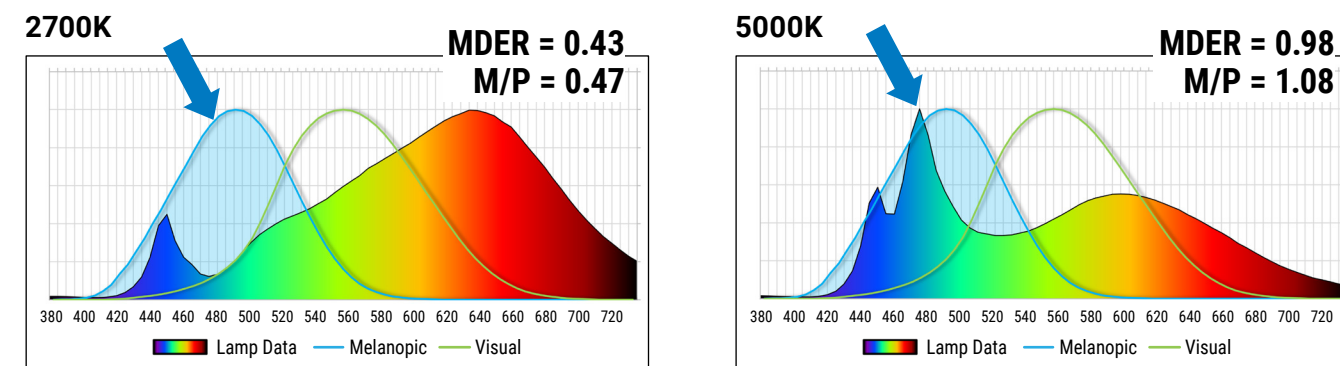 2700K
MDER = 0.43
M/P = 0.47
380 400 420 440 460 480 500 520 540 560 580 600 620 640 660 680 700 720
Lamp Data Melanopic Visual
5000K
MDER = 0.98
M/P = 1.08
380 400 420 440 460 480 500 520 540 560 580 600 620 640 660 680 700 720
Lamp Data Melanopic Visual